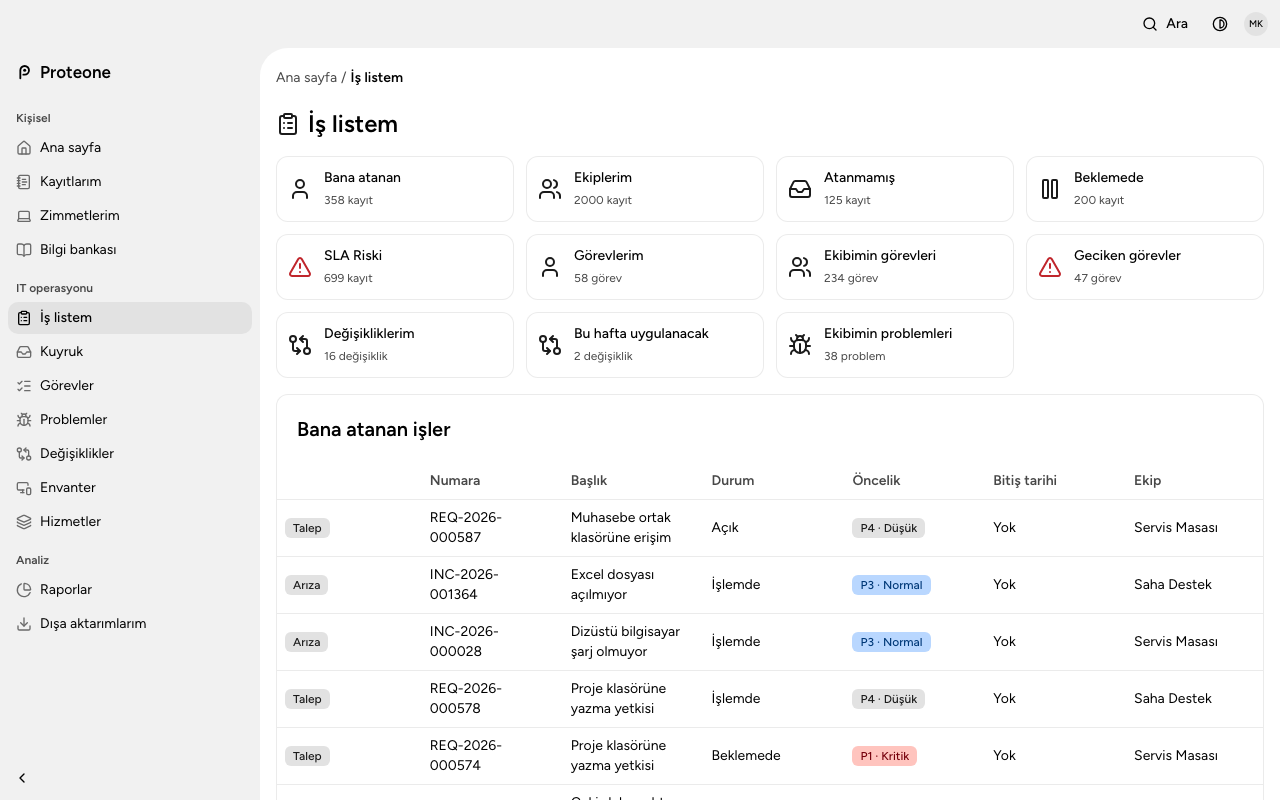 Ara
MK
Proteone
Kişisel
Ana sayfa
Kayıtlarım
Zimmetlerim
Bilgi bankası
IT operasyonu
İş listem
Kuyruk
Görevler
Problemler
Değişiklikler
Envanter
Hizmetler
Analiz
Raporlar
Dışa aktarımlarım
Ana sayfa / İş listem
İş listem
Bana atanan
358 kayıt
Ekiplerim
2000 kayıt
Atanmamış
125 kayıt
Beklemede
200 kayıt
SLA Riski
699 kayıt
Görevlerim
58 görev
Ekibimin görevleri
234 görev
Geciken görevler
47 görev
Değişikliklerim
16 değişiklik
Bu hafta uygulanacak
2 değişiklik
Ekibimin problemleri
38 problem
Bana atanan işler
Numara Başlık Durum Öncelik Bitiş tarihi Ekip
Talep REQ-2026-000587 Muhasebe ortak klasörüne erişim Açık P4 · Düşük Yok Servis Masası
Arıza INC-2026-001364 Excel dosyası açılmıyor İşlemde P3 · Normal Yok Saha Destek
Arıza INC-2026-000028 Dizüstü bilgisayar şarj olmuyor İşlemde P3 · Normal Yok Servis Masası
Talep REQ-2026-000578 Proje klasörüne yazma yetkisi İşlemde P4 · Düşük Yok Saha Destek
Talep REQ-2026-000574 Proje klasörüne yazma yetkisi Beklemede P1 · Kritik Yok Servis Masası